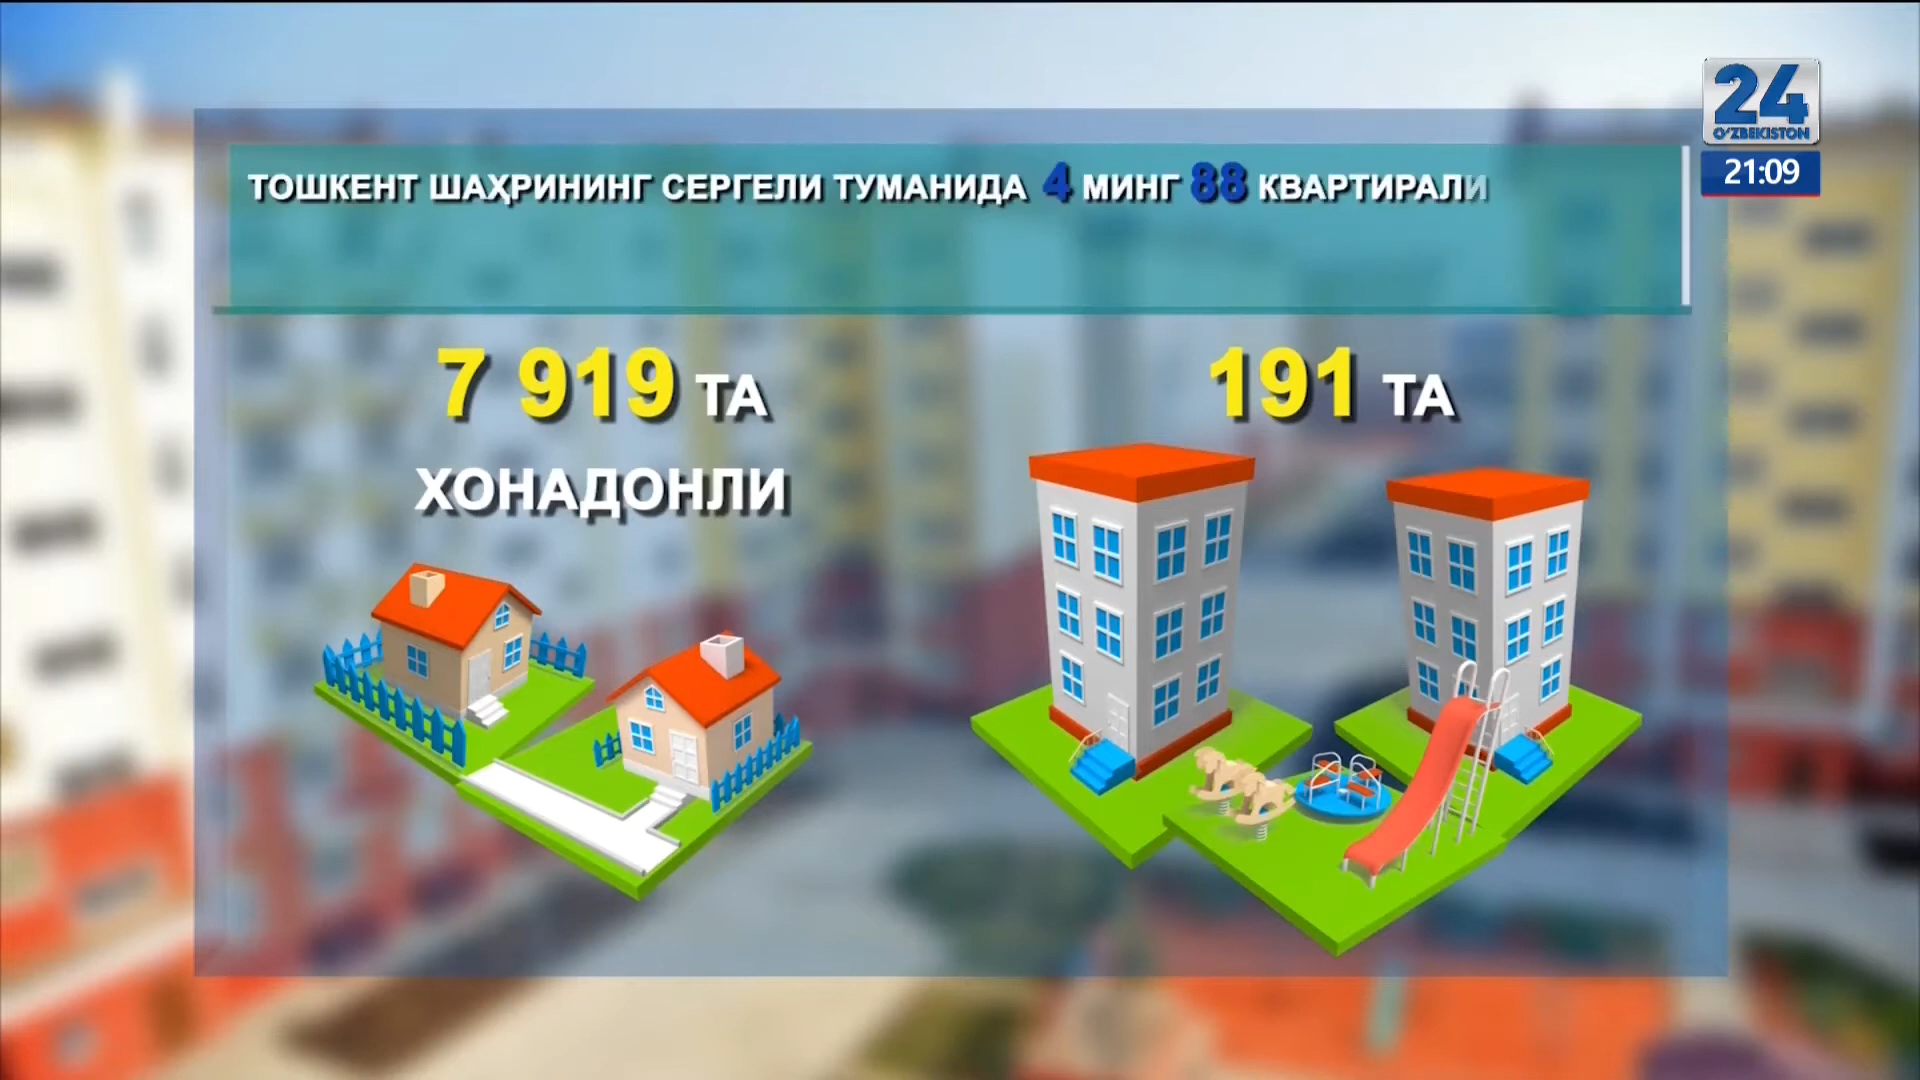 24
O'ZBEKISTON
21:09
ТОШКЕНТ ШАҲРИНИНГ СЕРГЕЛИ ТУМАНИДА 4 МИНГ 88 КВАРТИРАЛИ
7 919 ТА
ХОНАДОНЛИ
191 ТА